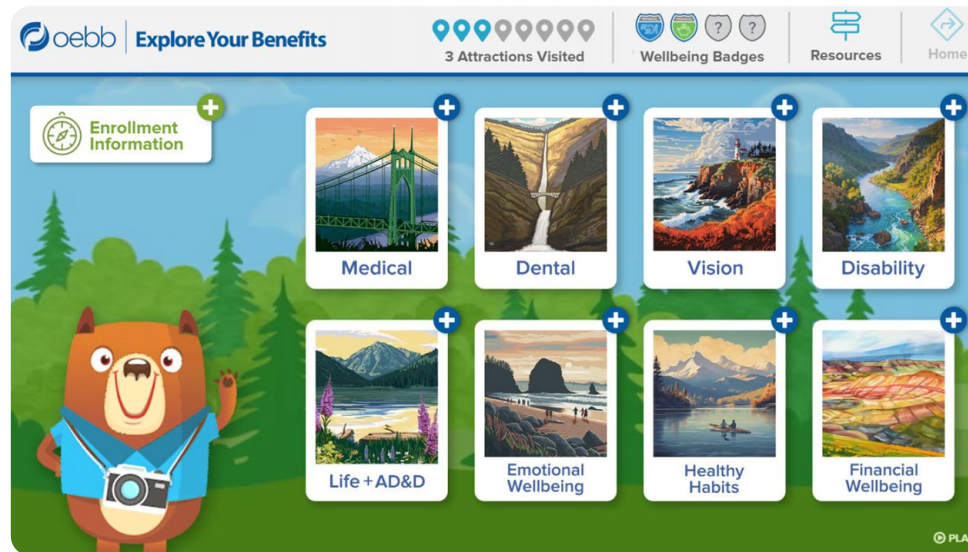 oebb | Explore Your Benefits
3 Attractions Visited
? ?
Wellbeing Badges
Resources
Home
Enrollment
Information
Medical
Dental
Vision
Disability
Life + AD&D
Emotional
Wellbeing
Healthy
Habits
Financial
Wellbeing
PLA